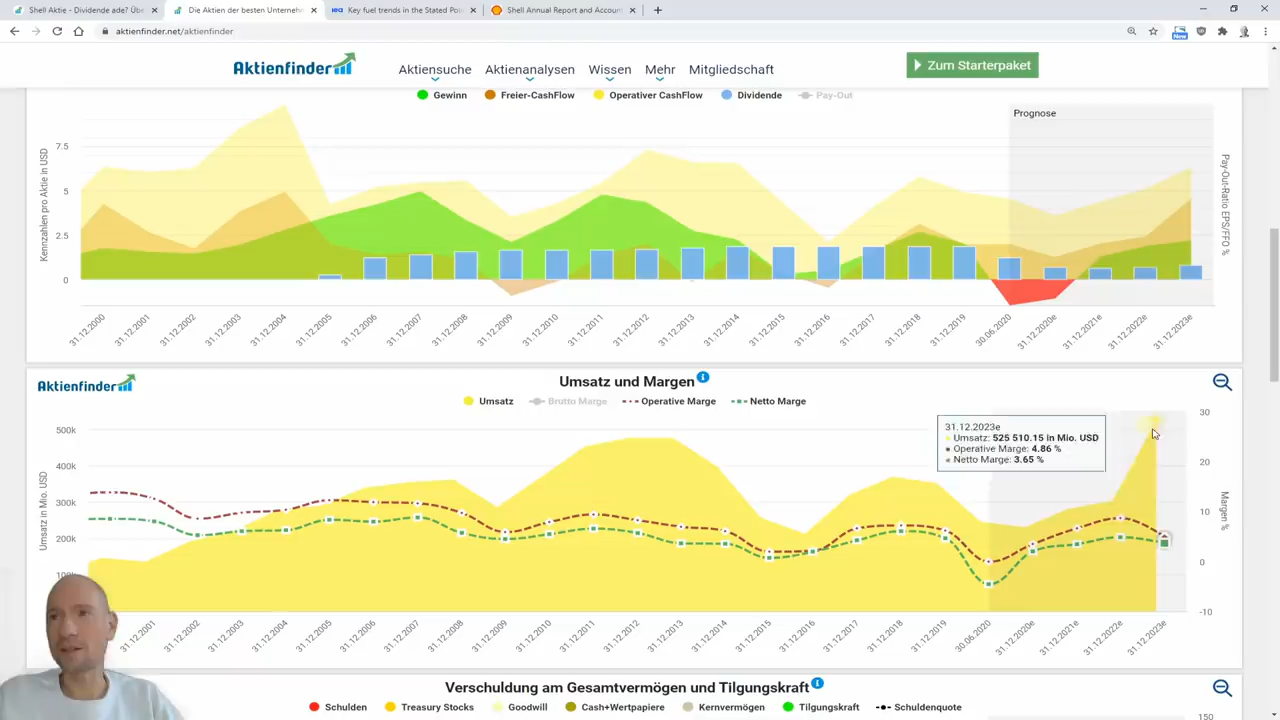 Shell Aktie - Dividende ade? Übe
Die Aktien der besten Unternehm
iea
Key fuel trends in the Stated Pol
Shell Annual Report and Accoun
aktienfinder.net/aktienfinder
New
Aktienfinder
Aktiensuche
Aktienanalysen
Wissen
Mehr
Mitgliedschaft
Zum Starterpaket
Gewinn
Freier-CashFlow
Operativer CashFlow
Dividende
Pay-Out
Prognose
Kennzahlen pro Aktie in USD
7.5
5
2.5
0
Pay-Out-Ratio EPS/FFO %
31.12.2000
31.12.2001
31.12.2002
31.12.2003
31.12.2004
31.12.2005
31.12.2006
31.12.2007
31.12.2008
31.12.2009
31.12.2010
31.12.2011
31.12.2012
31.12.2013
31.12.2014
31.12.2015
31.12.2016
31.12.2017
31.12.2018
31.12.2019
30.06.2020
31.12.2020e
31.12.2021e
31.12.2022e
31.12.2023e
Aktienfinder
Umsatz und Margen
Umsatz
Brutto Marge
Operative Marge
Netto Marge
Umsatz in Mio. USD
500k
400k
300k
200k
31.12.2023e
Umsatz: 525 510.15 in Mio. USD
Operative Marge: 4.86 %
Netto Marge: 3.65 %
30
20
10
0
-10
Margen %
31.12.2001
31.12.2002
31.12.2003
31.12.2004
31.12.2005
31.12.2006
31.12.2007
31.12.2008
31.12.2009
31.12.2010
31.12.2011
31.12.2012
31.12.2013
31.12.2014
31.12.2015
31.12.2016
31.12.2017
31.12.2018
31.12.2019
30.06.2020
31.12.2020e
31.12.2021e
31.12.2022e
31.12.2023e
Verschuldung am Gesamtvermögen und Tilgungskraft
Schulden
Treasury Stocks
Goodwill
Cash+Wertpapiere
Kernvermögen
Tilgungskraft
Schuldenquote
150